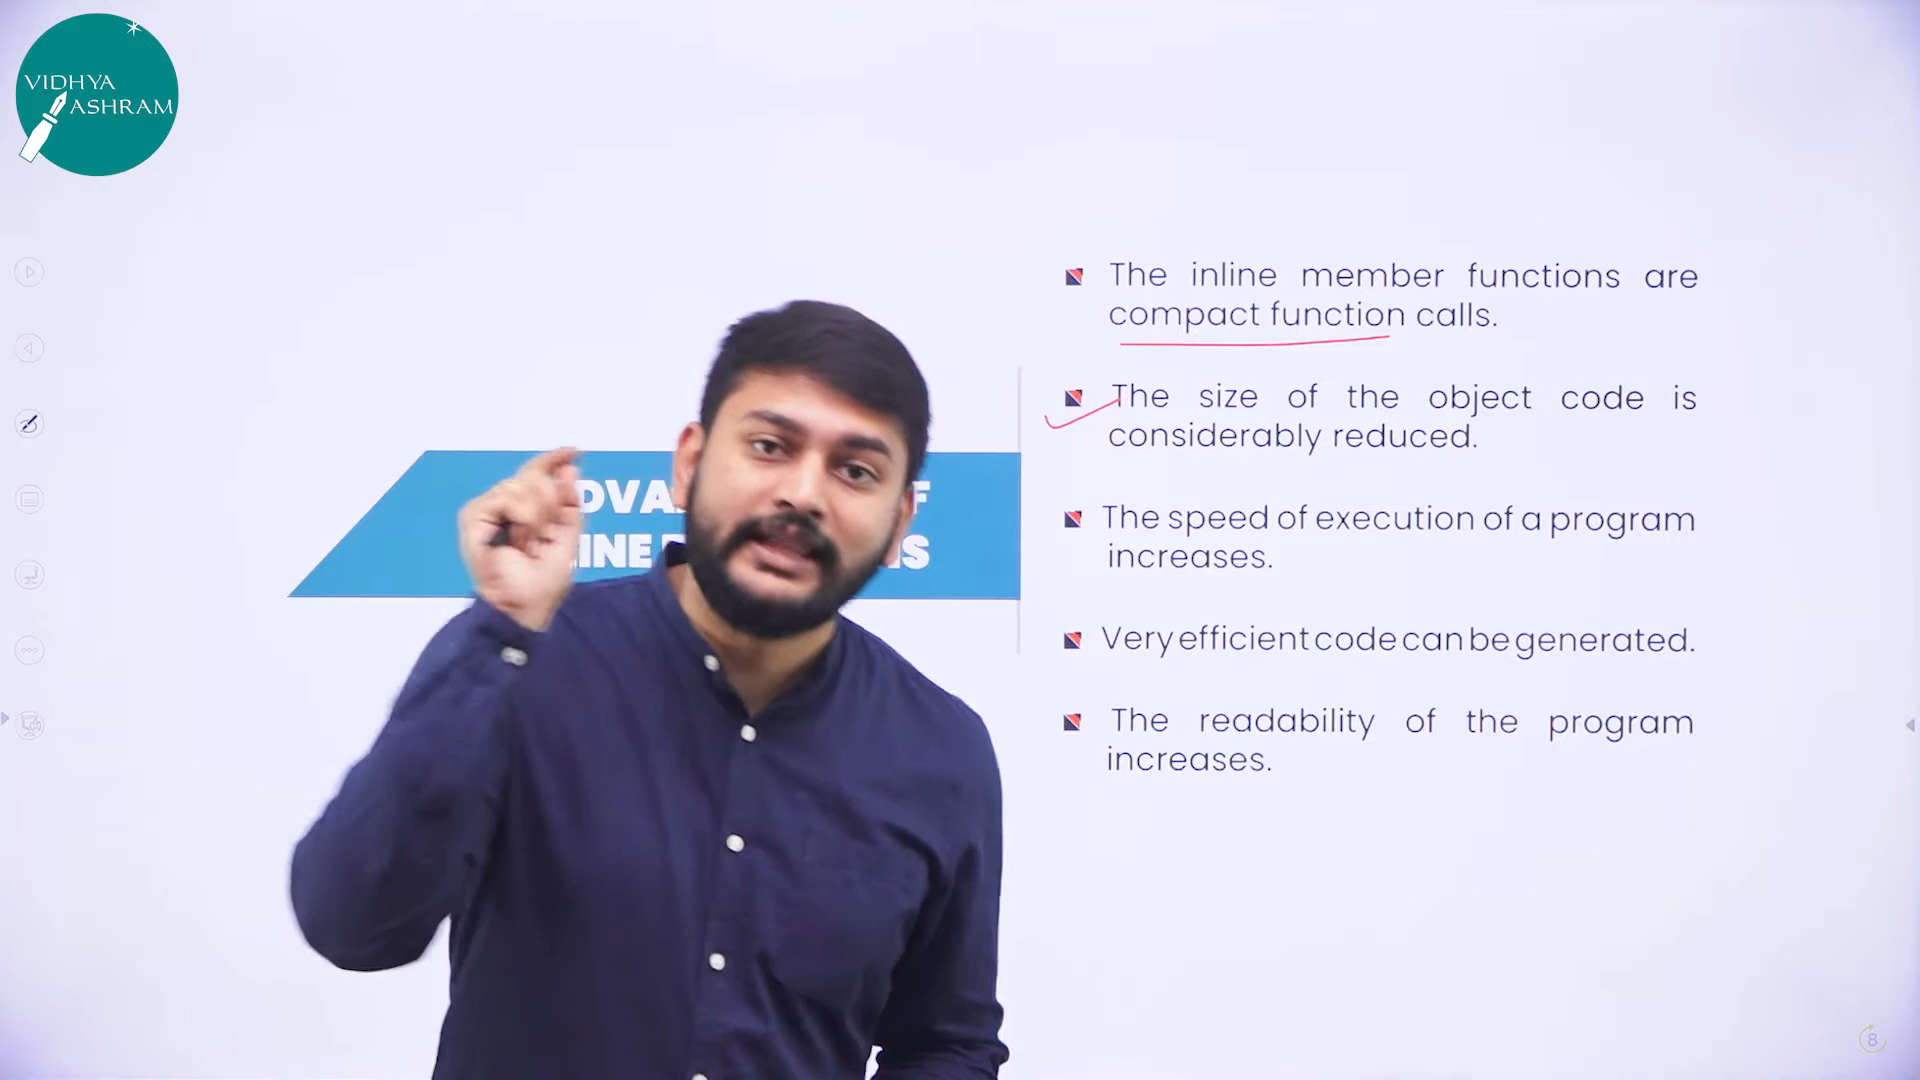 VIDHYA
ASHRAM
The inline member functions are
compact function calls.
The size of the object code is
considerably reduced.
The speed of execution of a program
increases.
Very efficient code can be generated.
The readability of the program
increases.
8